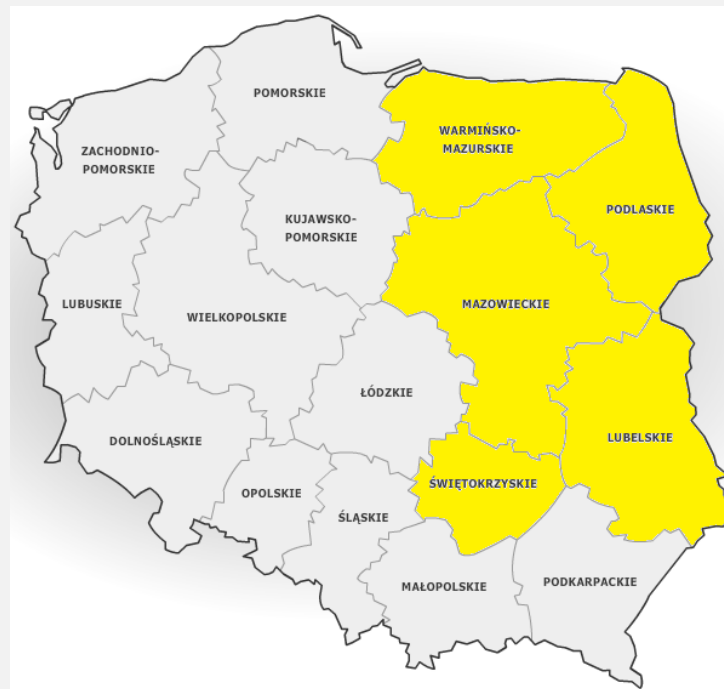 POMORSKIE
WARMIŃSKO-
MAZURSKIE
ZACHODNIO-
POMORSKIE
PODLASKIE
KUJAWSKO-
POMORSKIE
LUBUSKIE
MAZOWIECKIE
WIELKOPOLSKIE
ŁÓDZKIE
DOLNOŚLĄSKIE
LUBELSKIE
ŚWIĘTOKRZYSKIE
OPOLSKIE
ŚLĄSKIE
MAŁOPOLSKIE
PODKARPACKIE